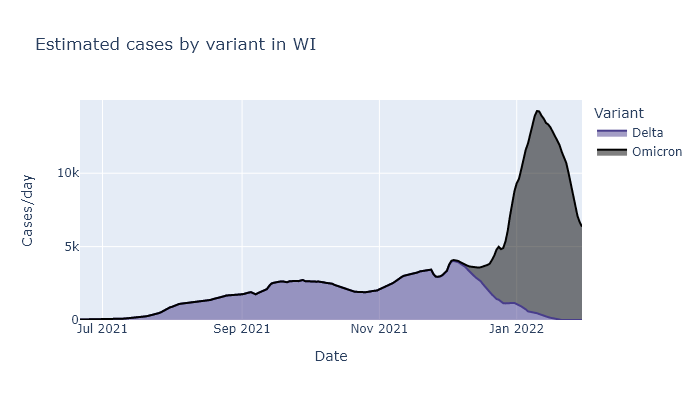 Estimated cases by variant in WI
Variant
Delta
Omicron
10k
5k
0
Cases/day
Jul 2021
Sep 2021
Nov 2021
Jan 2022
Date